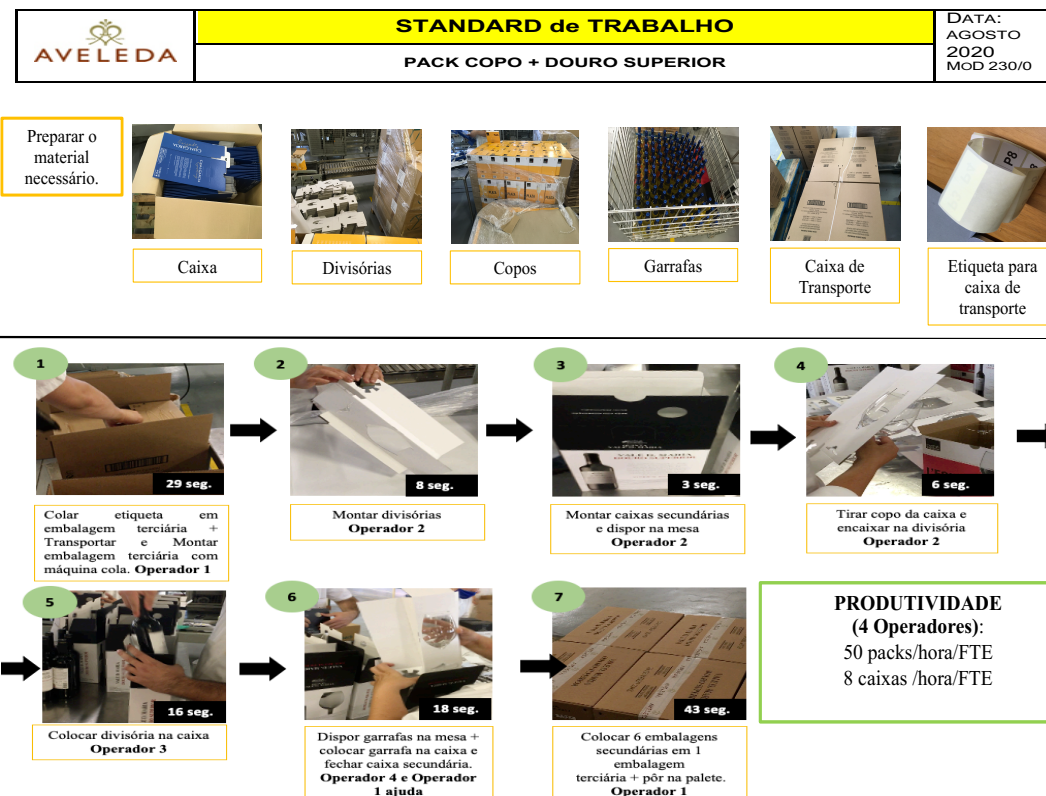 AVELEDA
STANDARD de TRABALHO
PACK COPO + DOURO SUPERIOR
DATA:
AGOSTO
2020
MOD 230/0
Preparar o
material
necessário.
Caixa
Divisórias
Copos
Garrafas
Caixa de
Transporte
P8
Etiqueta para
caixa de
transporte
1
29 seg.
Colar etiqueta em
embalagem terciária +
Transportar e Montar
embalagem terciária com
máquina cola. Operador 1
2
8 seg.
Montar divisórias
Operador 2
3
3 seg.
Montar caixas secundárias
e dispor na mesa
Operador 2
4
6 seg.
Tirar copo da caixa e
encaixar na divisória
Operador 2
5
16 seg.
Colocar divisória na caixa
Operador 3
6
18 seg.
Dispor garrafas na mesa +
colocar garrafa na caixa e
fechar caixa secundária.
Operador 4 e Operador
1 ajuda
7
43 seg.
Colocar 6 embalagens
secundárias em 1
embalagem
terciária + pôr na palete.
Operador 1
PRODUTIVIDADE
(4 Operadores):
50 packs/hora/FTE
8 caixas /hora/FTE